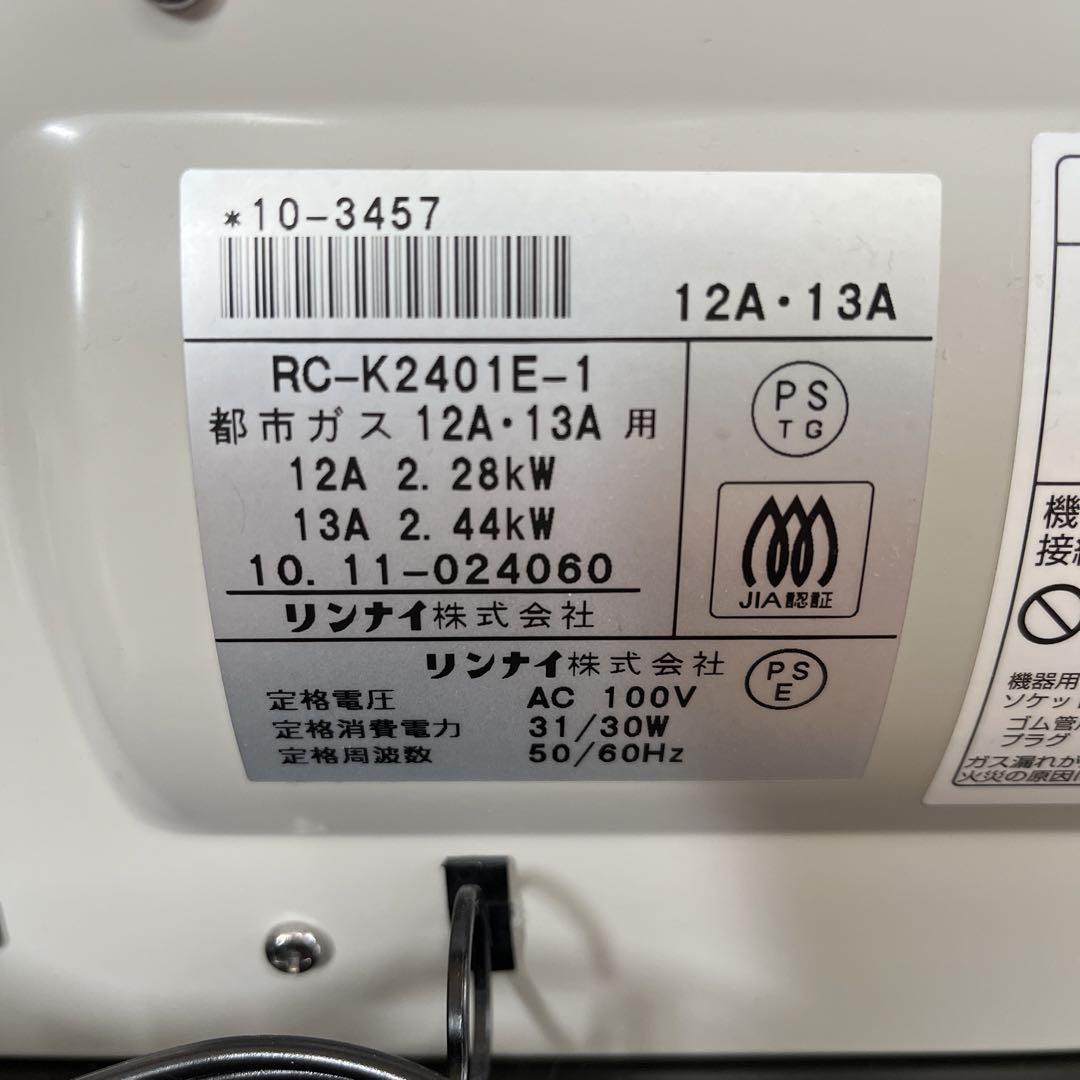 *10-3457
12A・13A
RC-K2401E-1
都市ガス 12A・13A 用
12A 2.28kW
13A 2.44kW
10.11-024060
リンナイ株式会社
PS
TG
JIA認証
リンナイ株式会社
PS
E
定格電圧 AC 100V
定格消費電力 31/30W
定格周波数 50/60Hz
機
接続
機器用
ソケット
ゴム管用
プラグ
ガス漏れが
火災の原因に